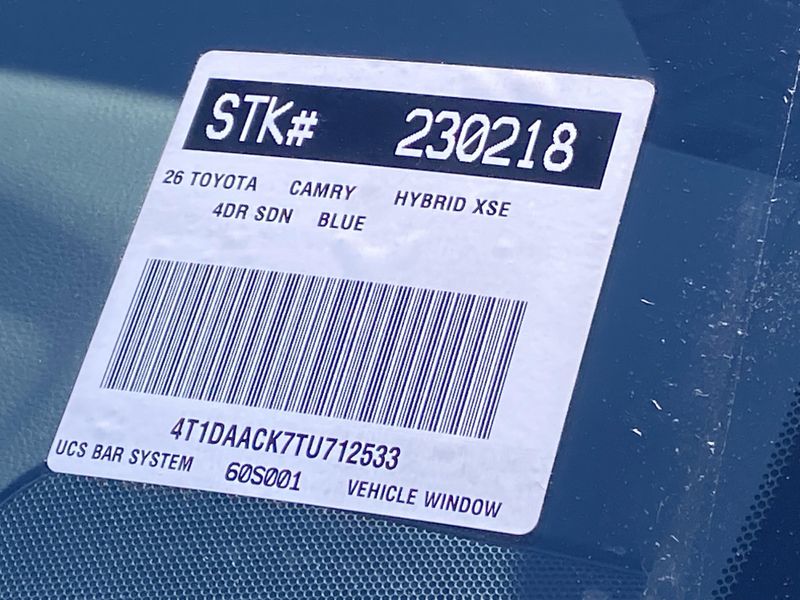 STK# 230218
26 TOYOTA CAMRY HYBRID XSE
4DR SDN BLUE
4T1DAACK7TU712533
UCS BAR SYSTEM 60S001 VEHICLE WINDOW